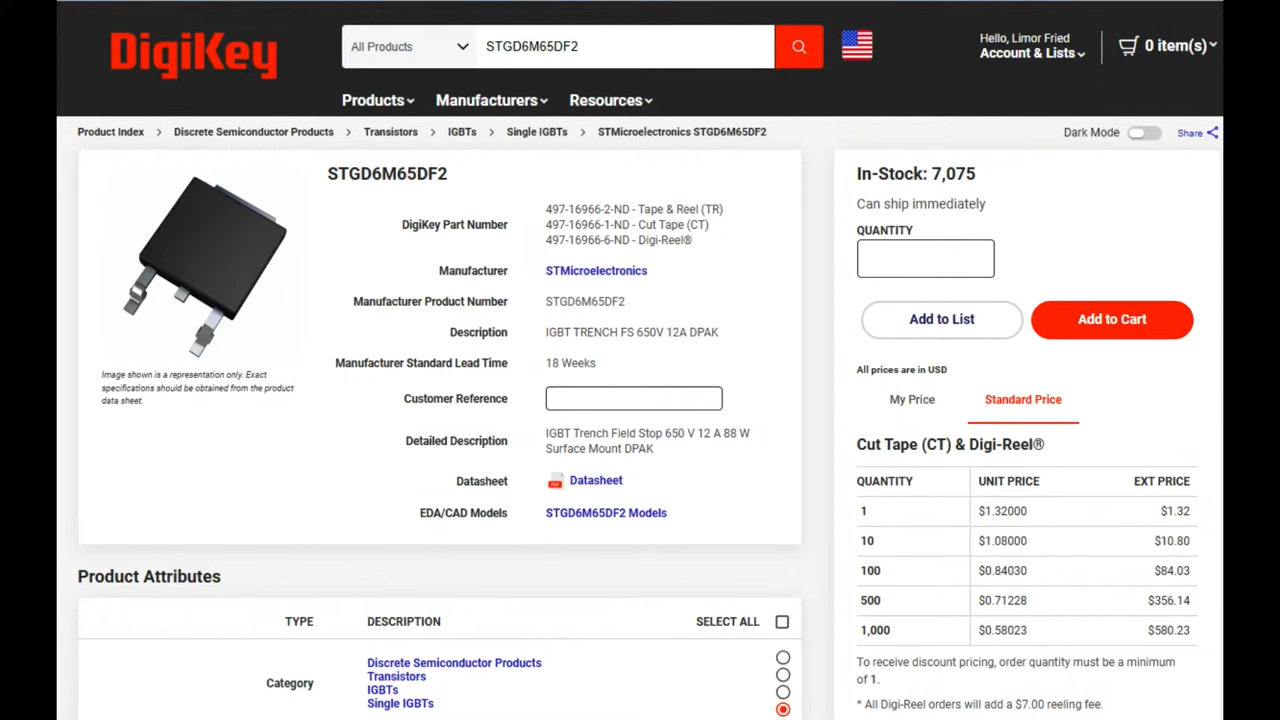 DigiKey
All Products
STGD6M65DF2
Hello, Limor Fried
Account & Lists
0 item(s)
Products
Manufacturers
Resources
Product Index > Discrete Semiconductor Products > Transistors > IGBTs > Single IGBTs > STMicroelectronics STGD6M65DF2
Dark Mode
Share
Image shown is a representation only. Exact
specifications should be obtained from the product
data sheet.
STGD6M65DF2
DigiKey Part Number
497-16966-2-ND - Tape & Reel (TR)
497-16966-1-ND - Cut Tape (CT)
497-16966-6-ND - Digi-Reel®
Manufacturer STMicroelectronics
Manufacturer Product Number STGD6M65DF2
Description IGBT TRENCH FS 650V 12A DPAK
Manufacturer Standard Lead Time 18 Weeks
Customer Reference
Detailed Description
IGBT Trench Field Stop 650 V 12 A 88 W
Surface Mount DPAK
Datasheet Datasheet
EDA/CAD Models STGD6M65DF2 Models
Product Attributes
TYPE DESCRIPTION SELECT ALL
Category
Discrete Semiconductor Products
Transistors
IGBTs
Single IGBTs
In-Stock: 7,075
Can ship immediately
QUANTITY
Add to List
Add to Cart
All prices are in USD
My Price
Standard Price
Cut Tape (CT) & Digi-Reel®
QUANTITY UNIT PRICE EXT PRICE
1 $1.32000 $1.32
10 $1.08000 $10.80
100 $0.84030 $84.03
500 $0.71228 $356.14
1,000 $0.58023 $580.23
To receive discount pricing, order quantity must be a minimum
of 1.
* All Digi-Reel orders will add a $7.00 reeling fee.